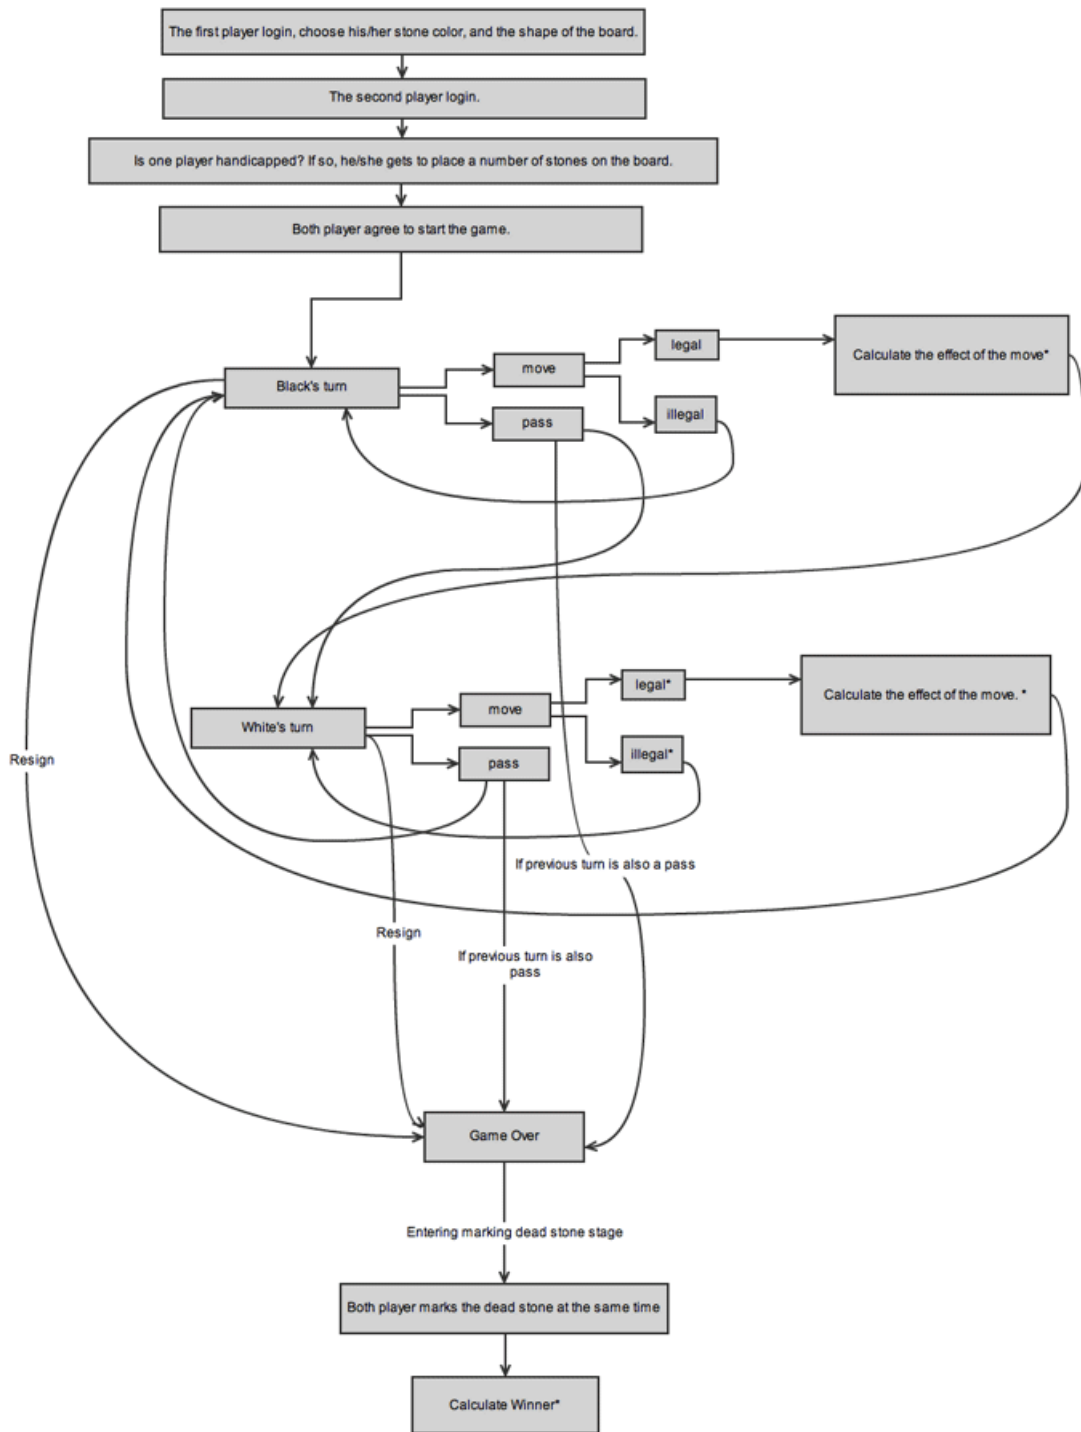 The first player login, choose his/her stone color, and the shape of the board.
The second player login.
Is one player handicapped? If so, he/she gets to place a number of stones on the board.
Both player agree to start the game.
legal
Calculate the effect of the move*
move
Black's turn
illegal
pass
legal*
Calculate the effect of the move. *
move
White's turn
illegal*
pass
Resign
If previous turn is also a pass
Resign
If previous turn is also
pass
Game Over
Entering marking dead stone stage
Both player marks the dead stone at the same time
Calculate Winner*